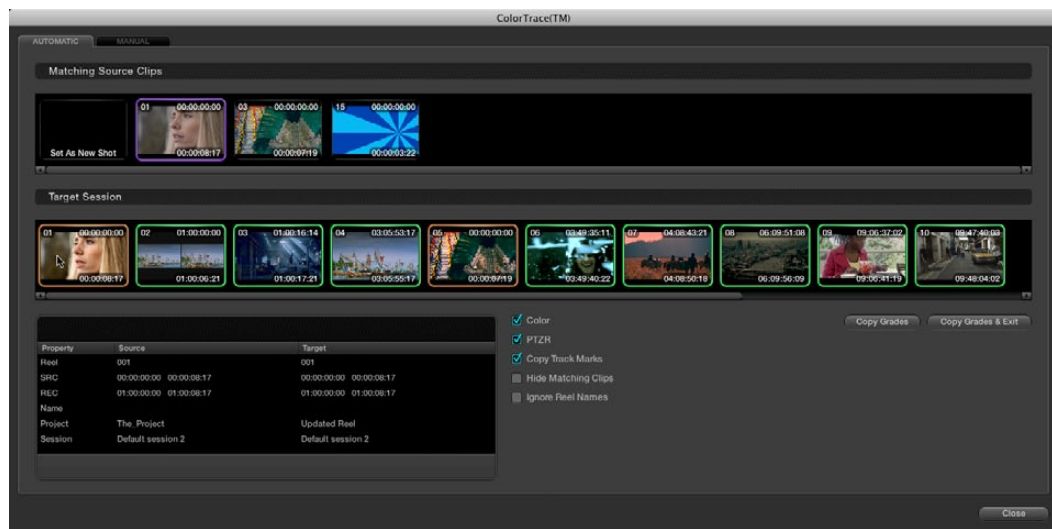 ColorTrace(TM)
AUTOMATIC MANUAL
Matching Source Clips
01 00:00:00:00 03 00:00:00:00 15 00:00:00:00
Set As New Shot 00:00:08:17 00:00:07:19 00:00:03:22
Target Session
01 00:00:00:00 02 01:00:00:00 03 01:00:16:14 04 03:05:53:17 05 00:00:00:00 06 03:49:35:11 07 04:08:43:21 08 06:09:51:08 09 09:06:37:02 10 09:47:40:03
00:00:08:17 01:00:06:21 01:00:17:21 03:05:55:17 00:00:07:19 03:49:40:22 04:08:50:18 06:09:56:09 09:06:41:19 09:48:04:02
Color
PTZR
Copy Track Marks
Hide Matching Clips
Ignore Reel Names
Copy Grades Copy Grades & Exit
Property Source Target
Reel 001 001
SRC 00:00:00:00 00:00:08:17 00:00:00:00 00:00:08:17
REC 01:00:00:00 01:00:08:17 01:00:00:00 01:00:08:17
Name
Project The_Project Updated Reel
Session Default session 2 Default session 2
Close